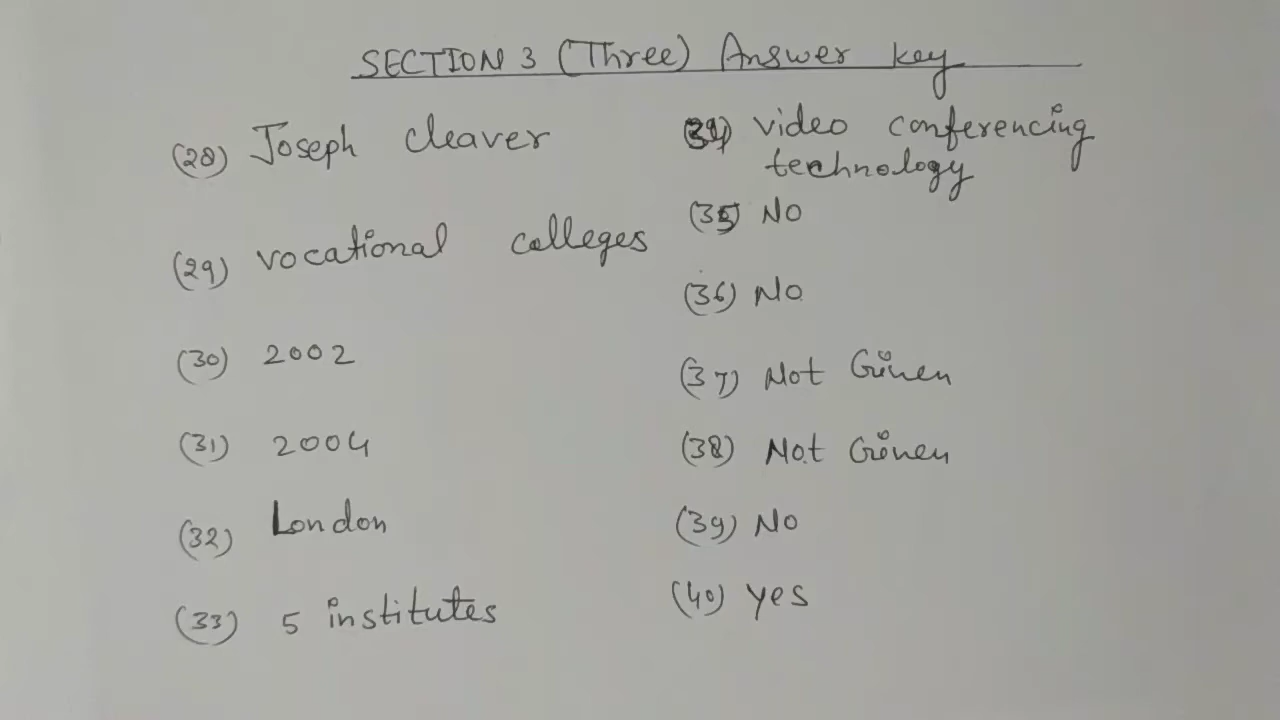 SECTION 3 (Three) Answer key
(28) Joseph cleaver
(29) vocational colleges
(30) 2002
(31) 2004
(32) London
(33) 5 institutes
(34) video conferencing
technology
(35) No
(36) No
(37) Not Given
(38) Not Given
(39) No
(40) yes